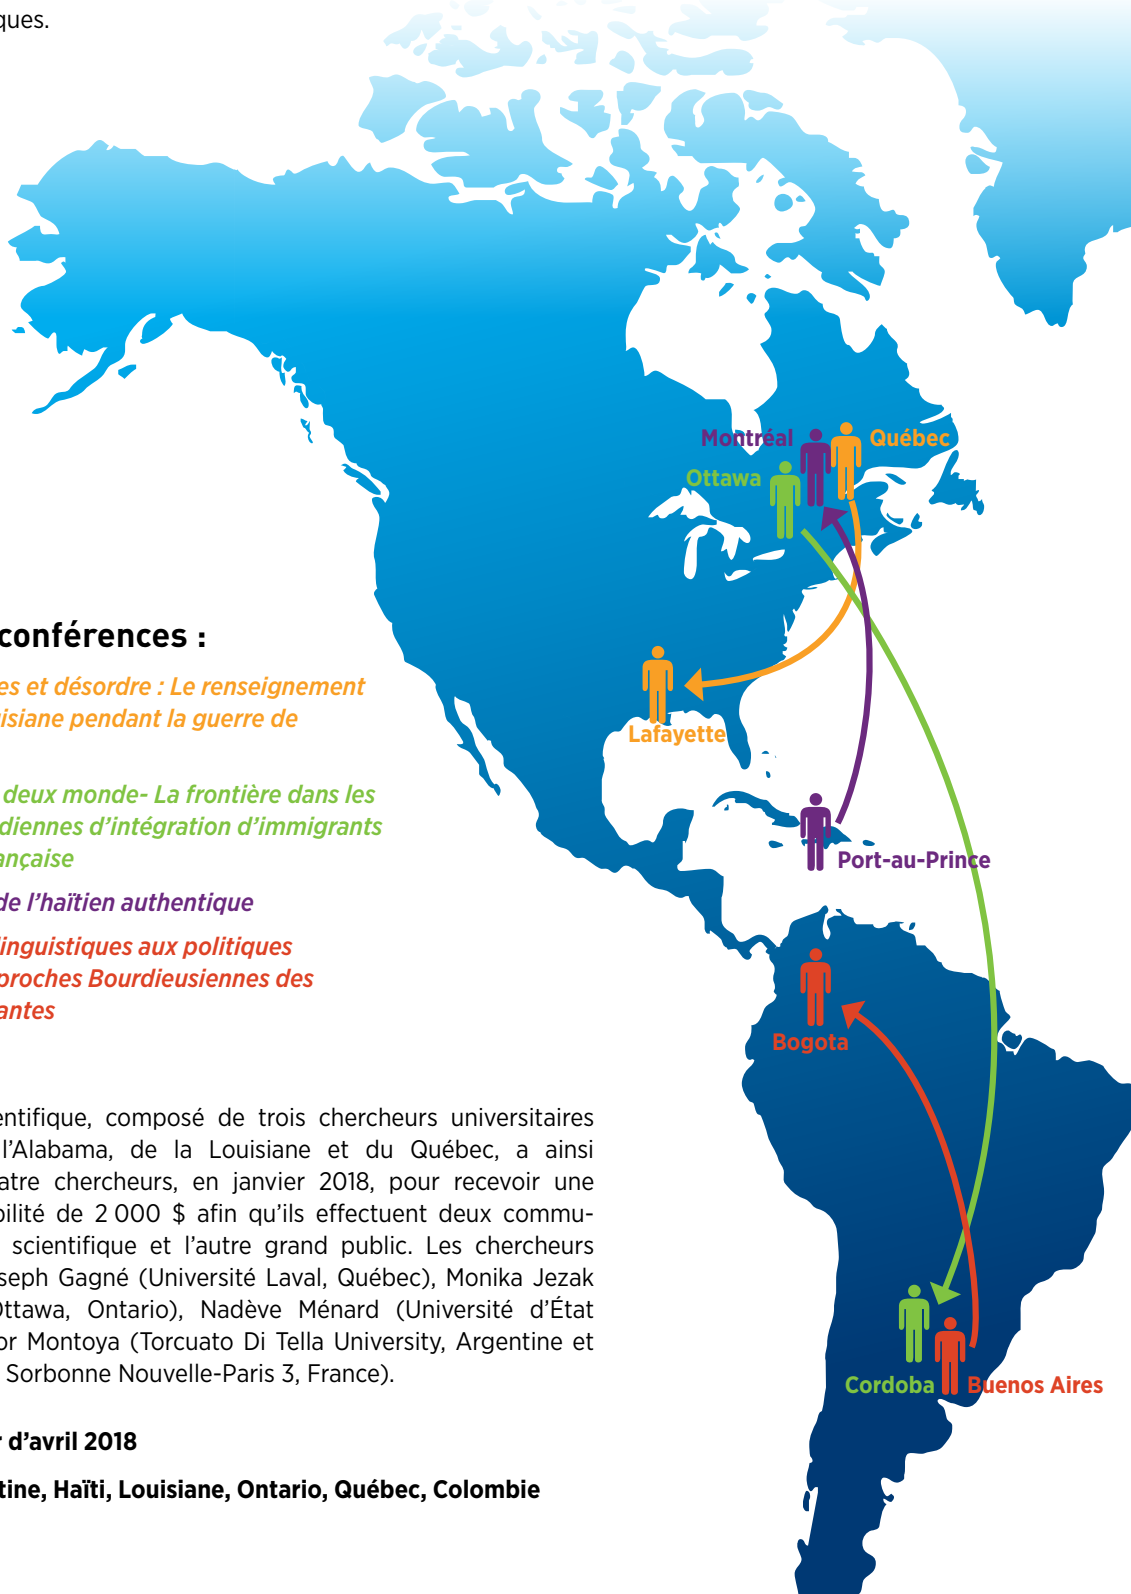 ques.
Montréal
Québec
Ottawa
conférences :
es et désordre : Le renseignement
isiane pendant la guerre de
Lafayette
deux monde- La frontière dans les
diennes d’intégration d’immigrants
ançaise
Port-au-Prince
de l’haïtien authentique
linguistiques aux politiques
proches Bourdieusiennes des
antes
Bogota
entifique, composé de trois chercheurs universitaires
l’Alabama, de la Louisiane et du Québec, a ainsi
atre chercheurs, en janvier 2018, pour recevoir une
bilité de 2 000 $ afin qu’ils effectuent deux commu-
scientifique et l’autre grand public. Les chercheurs
oseph Gagné (Université Laval, Québec), Monika Jezak
Ottawa, Ontario), Nadève Ménard (Université d’État
or Montoya (Torcuato Di Tella University, Argentine et
Sorbonne Nouvelle-Paris 3, France).
Cordoba
Buenos Aires
r d’avril 2018
tine, Haïti, Louisiane, Ontario, Québec, Colombie